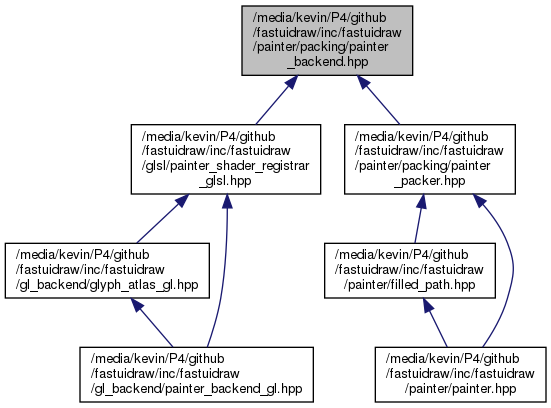 /media/kevin/P4/github
/fastuidraw/inc/fastuidraw
/painter/packing/painter
_backend.hpp
/media/kevin/P4/github
/fastuidraw/inc/fastuidraw
/glsl/painter_shader_registrar
_glsl.hpp
/media/kevin/P4/github
/fastuidraw/inc/fastuidraw
/painter/packing/painter
_packer.hpp
/media/kevin/P4/github
/fastuidraw/inc/fastuidraw
/gl_backend/glyph_atlas_gl.hpp
/media/kevin/P4/github
/fastuidraw/inc/fastuidraw
/painter/filled_path.hpp
/media/kevin/P4/github
/fastuidraw/inc/fastuidraw
/gl_backend/painter_backend_gl.hpp
/media/kevin/P4/github
/fastuidraw/inc/fastuidraw
/painter/painter.hpp